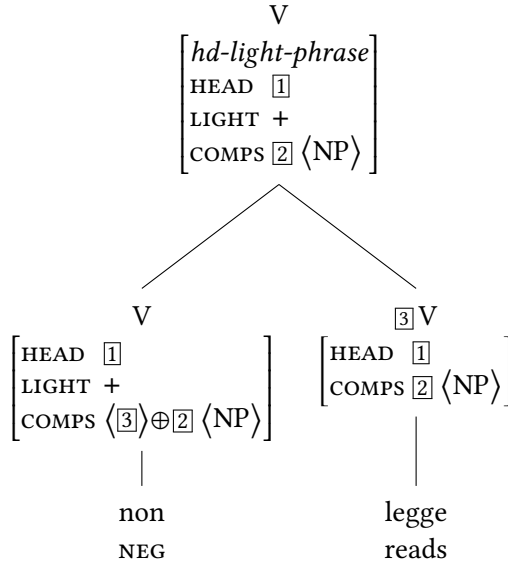 V
hd-light-phrase
HEAD 1
LIGHT +
COMPS 2 ⟨NP⟩
V
HEAD 1
LIGHT +
COMPS ⟨3⟩⊕2 ⟨NP⟩
3 V
HEAD 1
COMPS 2 ⟨NP⟩
non
NEG
legge
reads